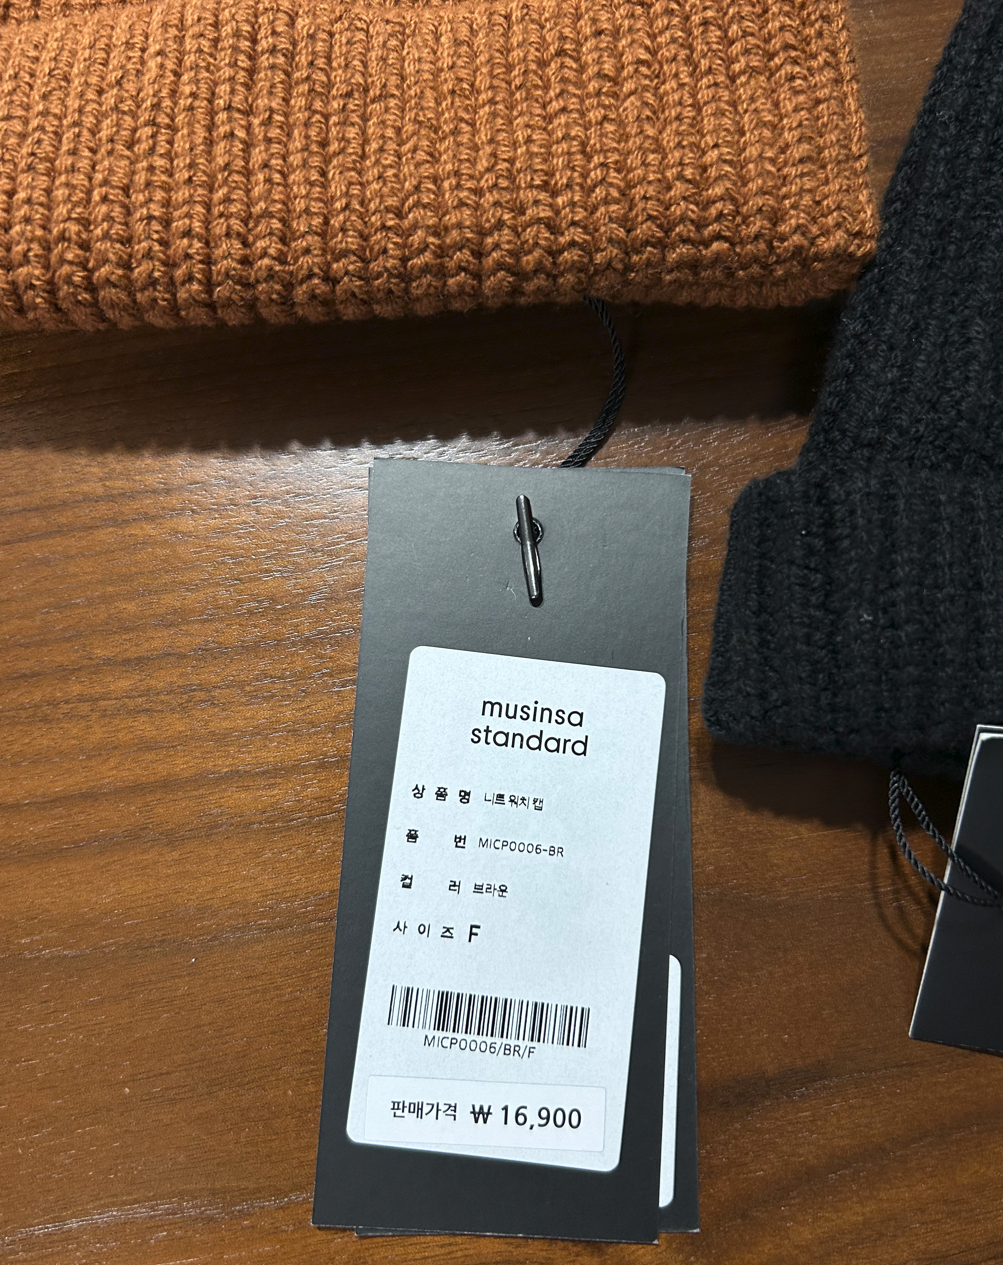 musinsa
standard
상 품 명 니트 워치 캡
품 번 MICP0006-BR
컬 러 브라운
사 이 즈 F
MICP0006/BR/F
판매가격 ₩ 16,900